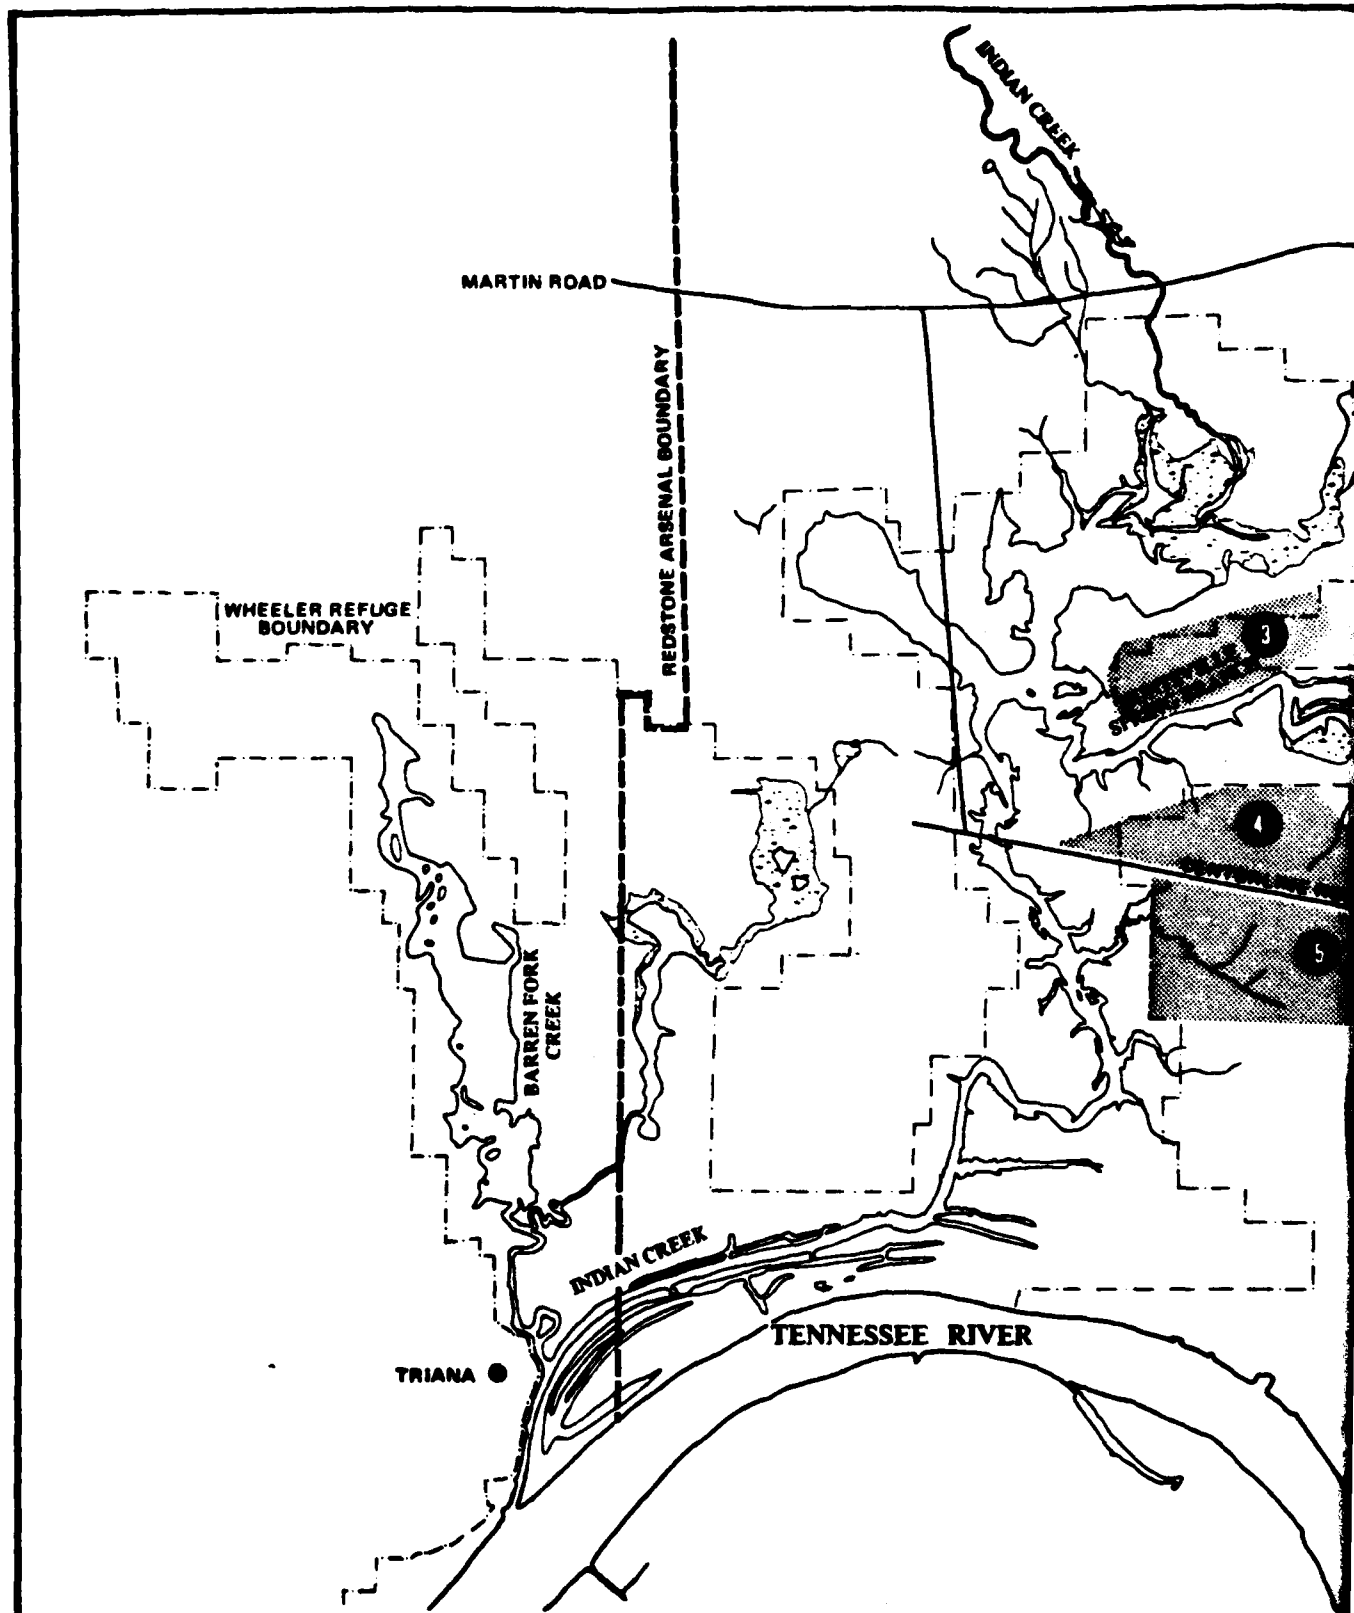 INDIAN CREEK
MARTIN ROAD
REDSTONE ARSENAL BOUNDARY
WHEELER REFUGE
BOUNDARY
3
4
CENTERLINE
5
BARREN FORK
CREEK
INDIAN CREEK
TENNESSEE RIVER
TRIANA